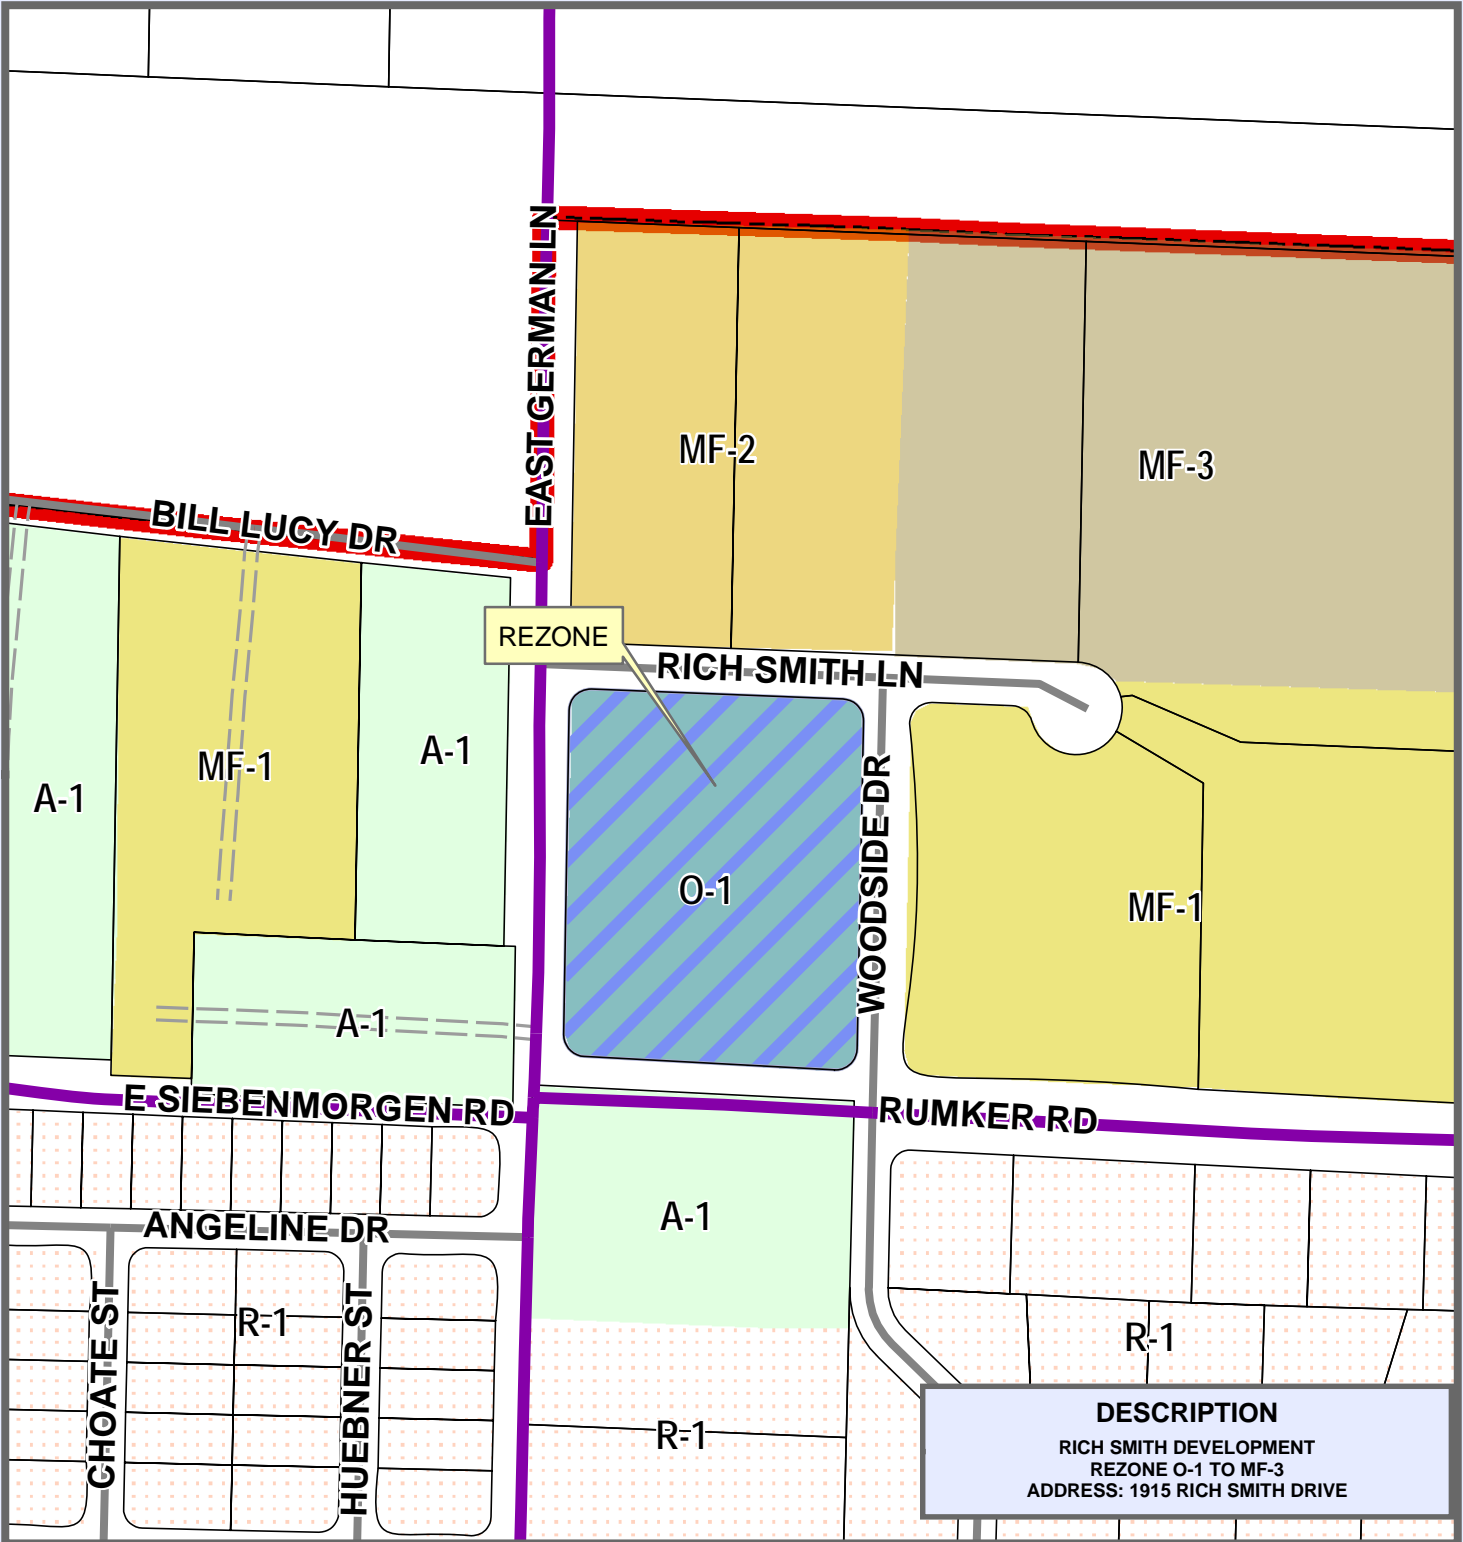 EAST GERMAN LN
MF-2
MF-3
BILL LUCY DR
REZONE
RICH SMITH LN
A-1
MF-1
A-1
O-1
WOODSIDE DR
MF-1
A-1
E SIEBENMORGEN RD
RUMKER RD
A-1
ANGELINE DR
CHOATE ST
R-1
HUEBNER ST
R-1
R-1
DESCRIPTION
RICH SMITH DEVELOPMENT
REZONE O-1 TO MF-3
ADDRESS: 1915 RICH SMITH DRIVE